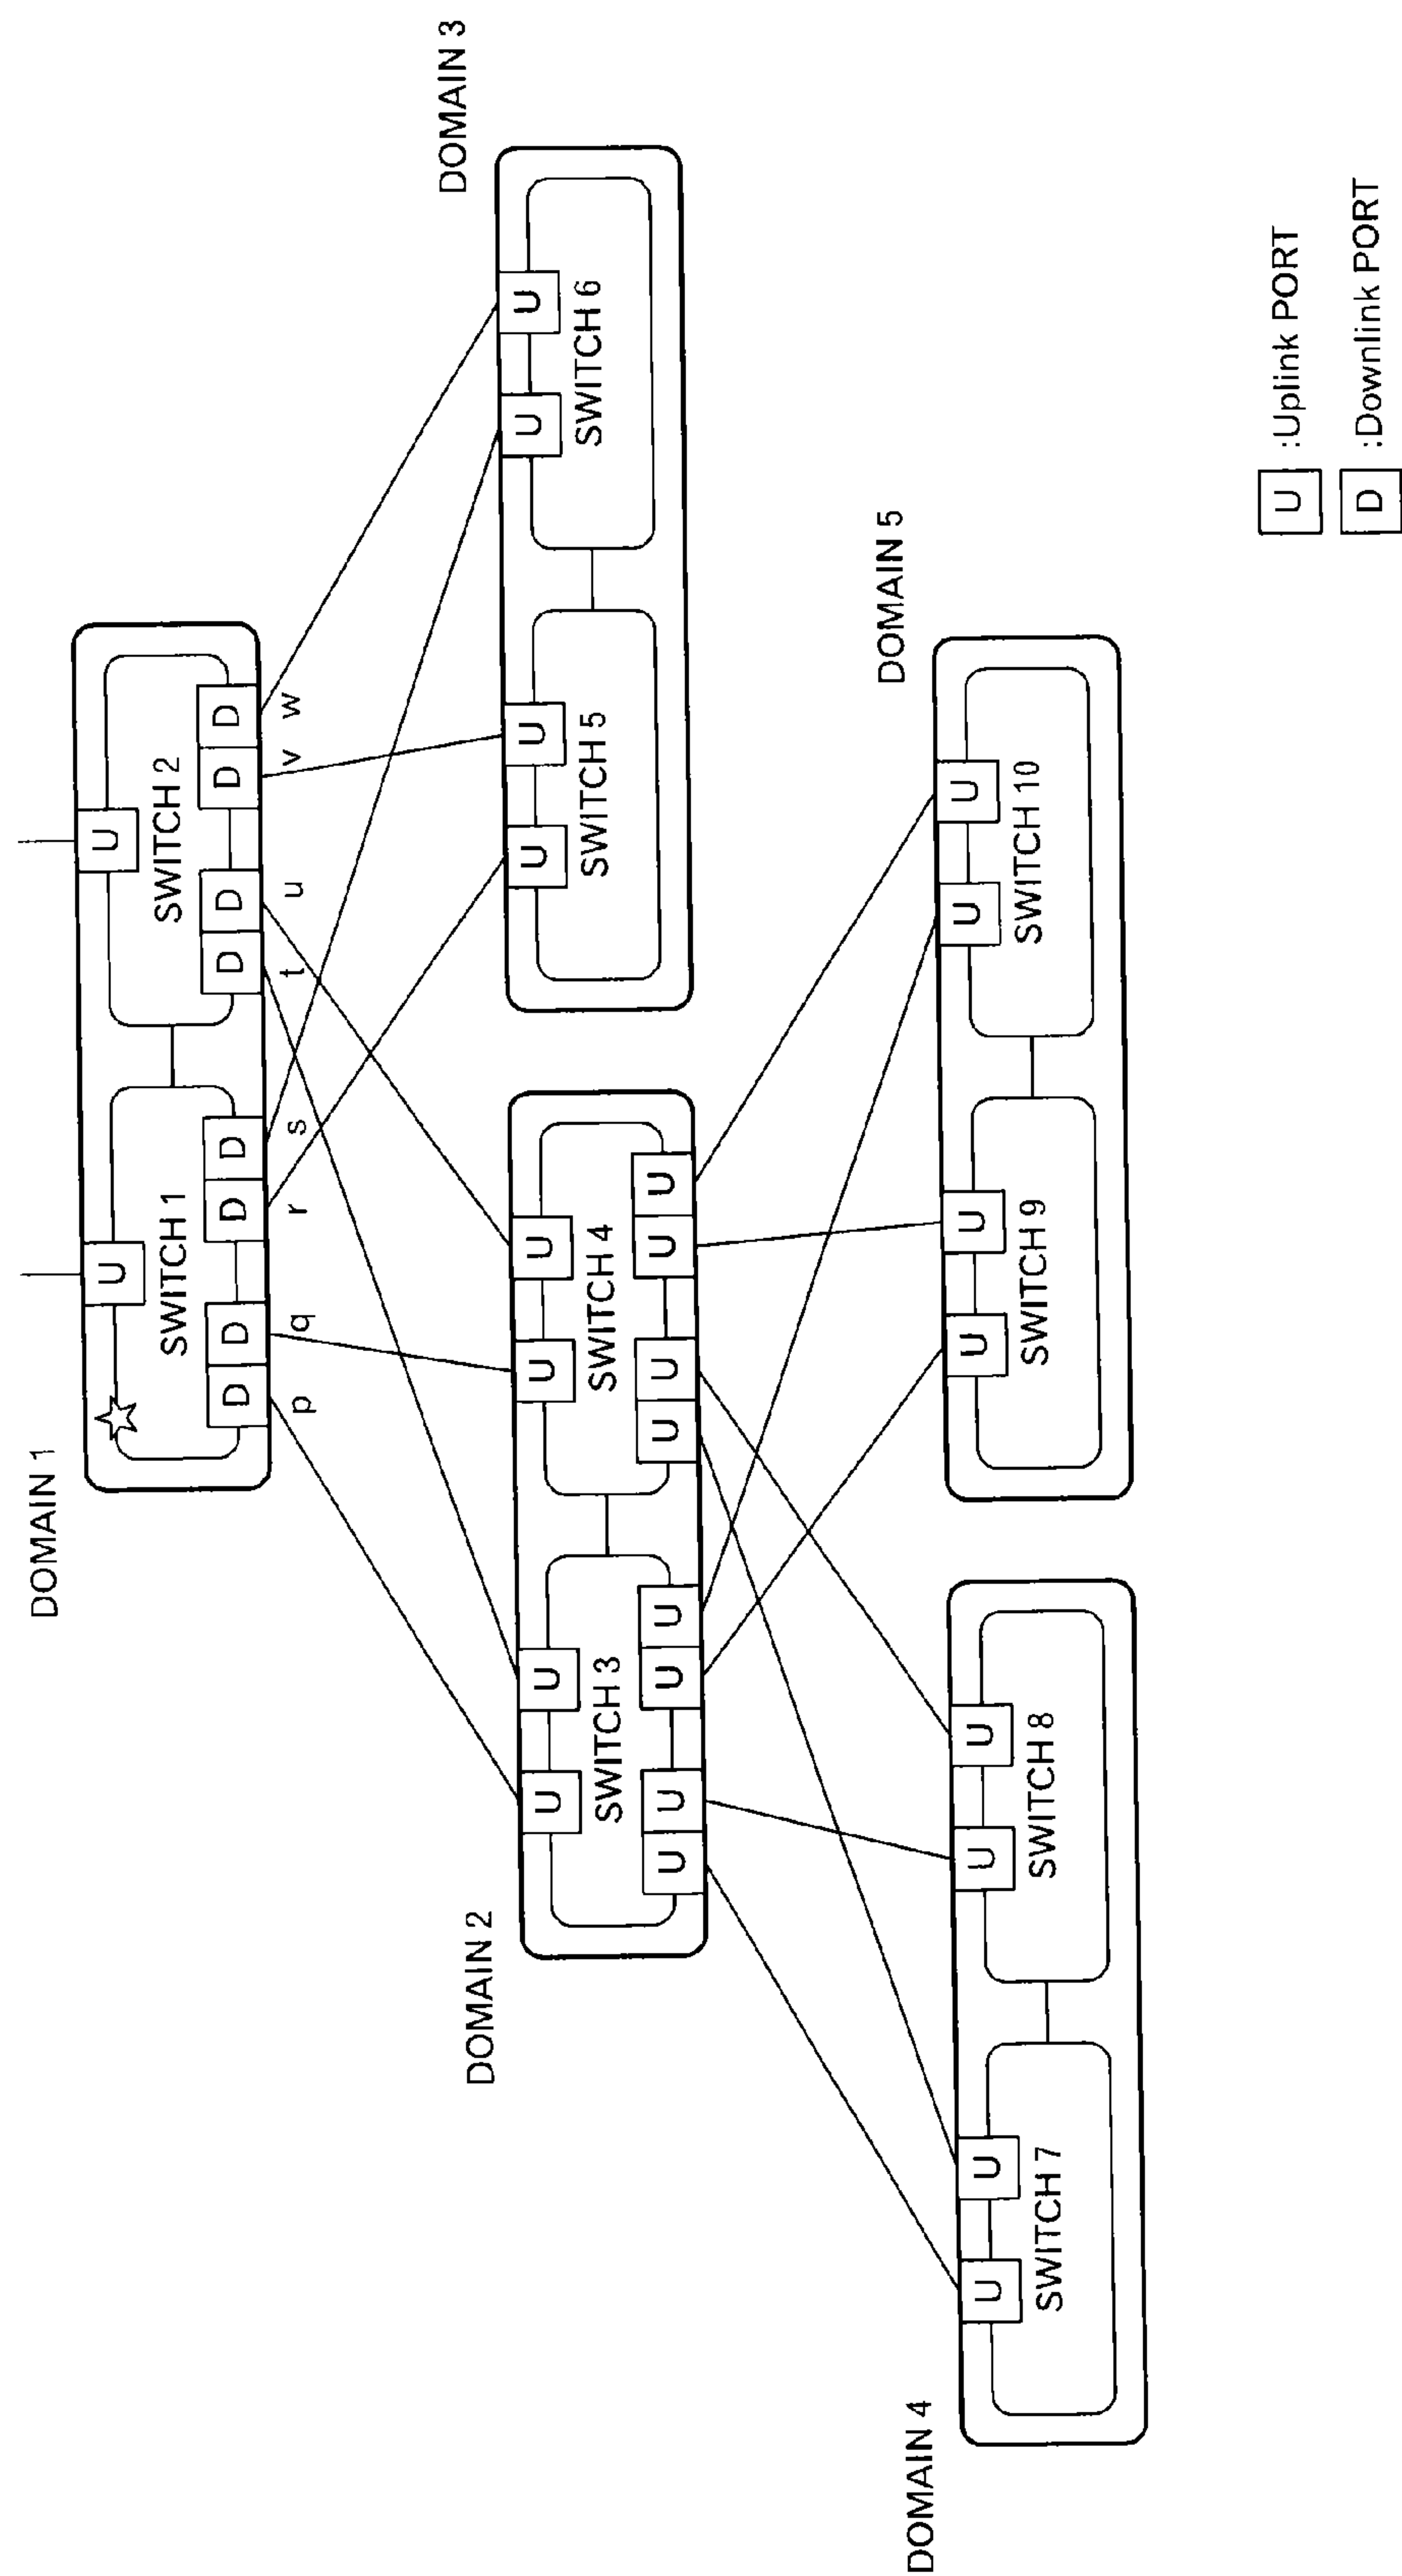 DOMAIN 1
U U
SWITCH 1 SWITCH 2
D D D D D D D D
p q r s t u v w
DOMAIN 2 DOMAIN 3
U U U U U U U U
SWITCH 3 SWITCH 4 SWITCH 5 SWITCH 6
U U U U U U U U
DOMAIN 4 DOMAIN 5
U U U U U U U U
SWITCH 7 SWITCH 8 SWITCH 9 SWITCH 10
U :Uplink PORT
D :Downlink PORT